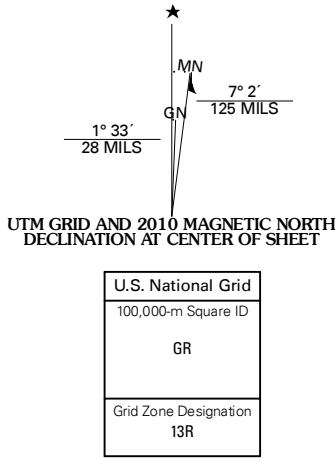 MN
GN
7° 2´
125 MILS
1° 33´
28 MILS
UTM GRID AND 2010 MAGNETIC NORTH
DECLINATION AT CENTER OF SHEET
U.S. National Grid
100,000-m Square ID
GR
Grid Zone Designation
13R